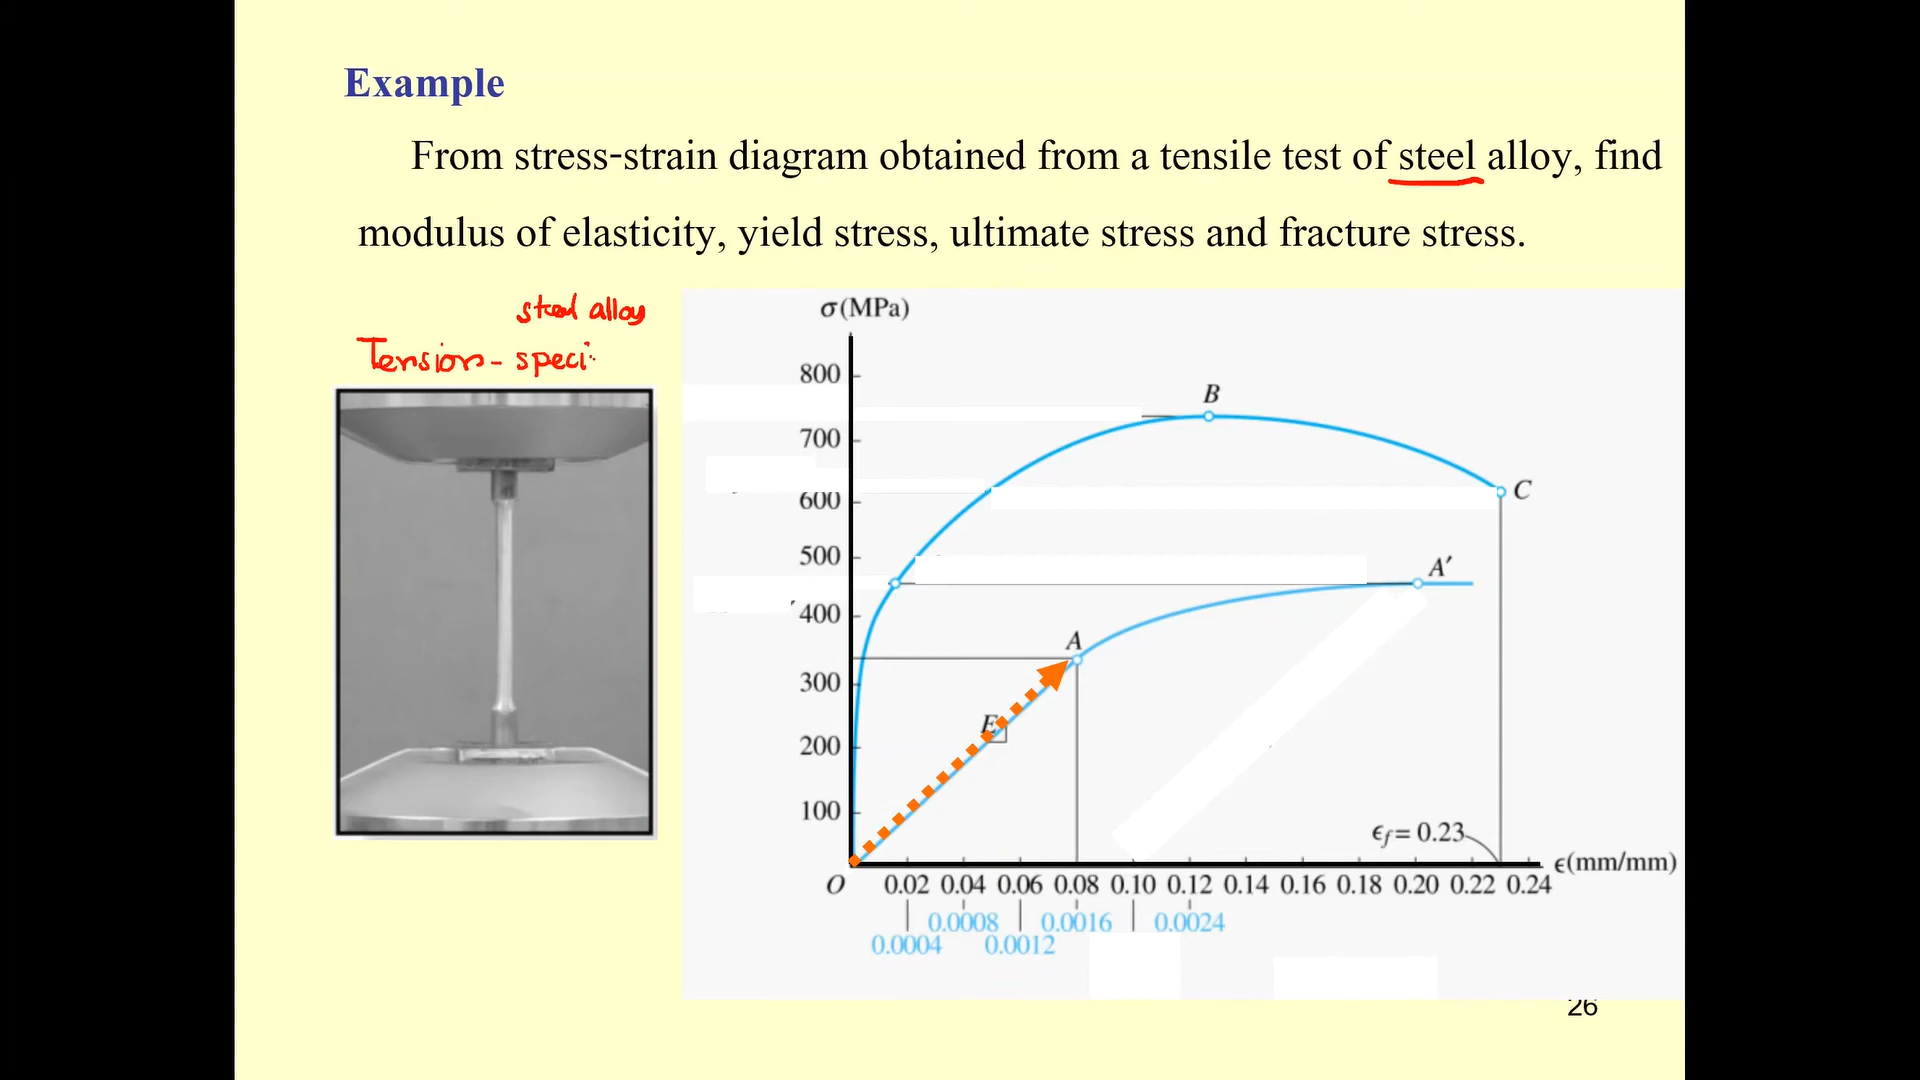 Example
From stress-strain diagram obtained from a tensile test of steel alloy, find
modulus of elasticity, yield stress, ultimate stress and fracture stress.
steel alloy
Tension - speci
σ(MPa)
800
700
600
500
400
300
200
100
B
C
A′
A
E
ϵf = 0.23
ϵ(mm/mm)
O 0.02 0.04 0.06 0.08 0.10 0.12 0.14 0.16 0.18 0.20 0.22 0.24
0.0008 0.0016 0.0024
0.0004 0.0012
26